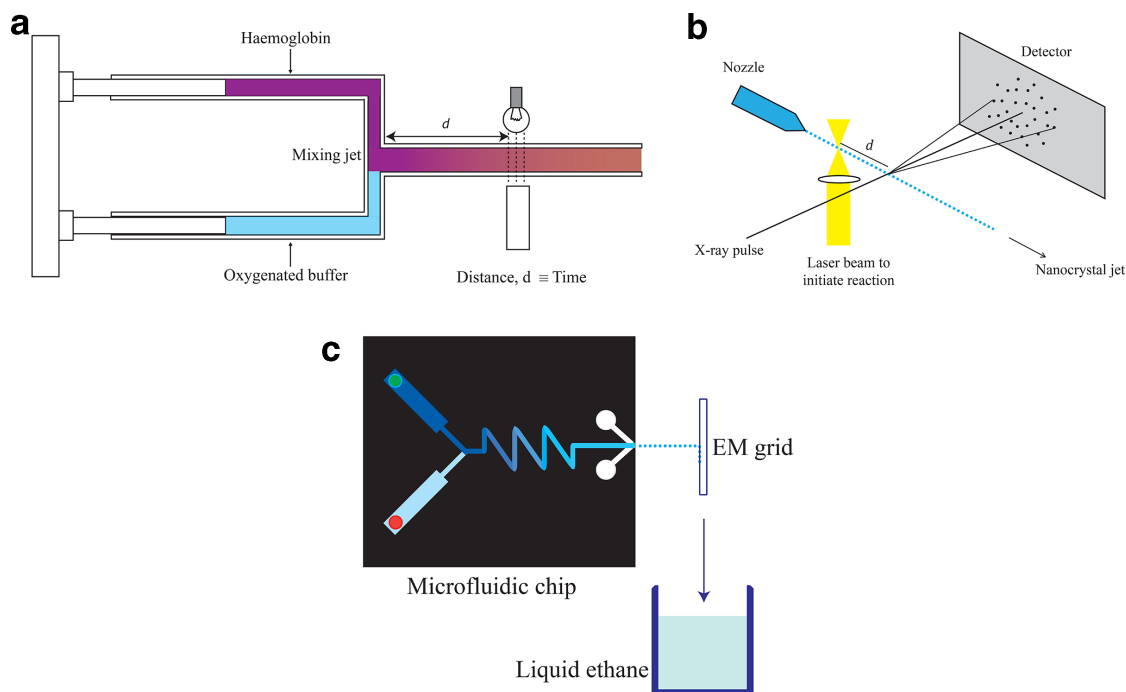 a
Haemoglobin
d
Mixing jet
Oxygenated buffer
Distance, d ≡ Time
b
Detector
Nozzle
d
X-ray pulse
Laser beam to
initiate reaction
Nanocrystal jet
c
EM grid
Microfluidic chip
Liquid ethane